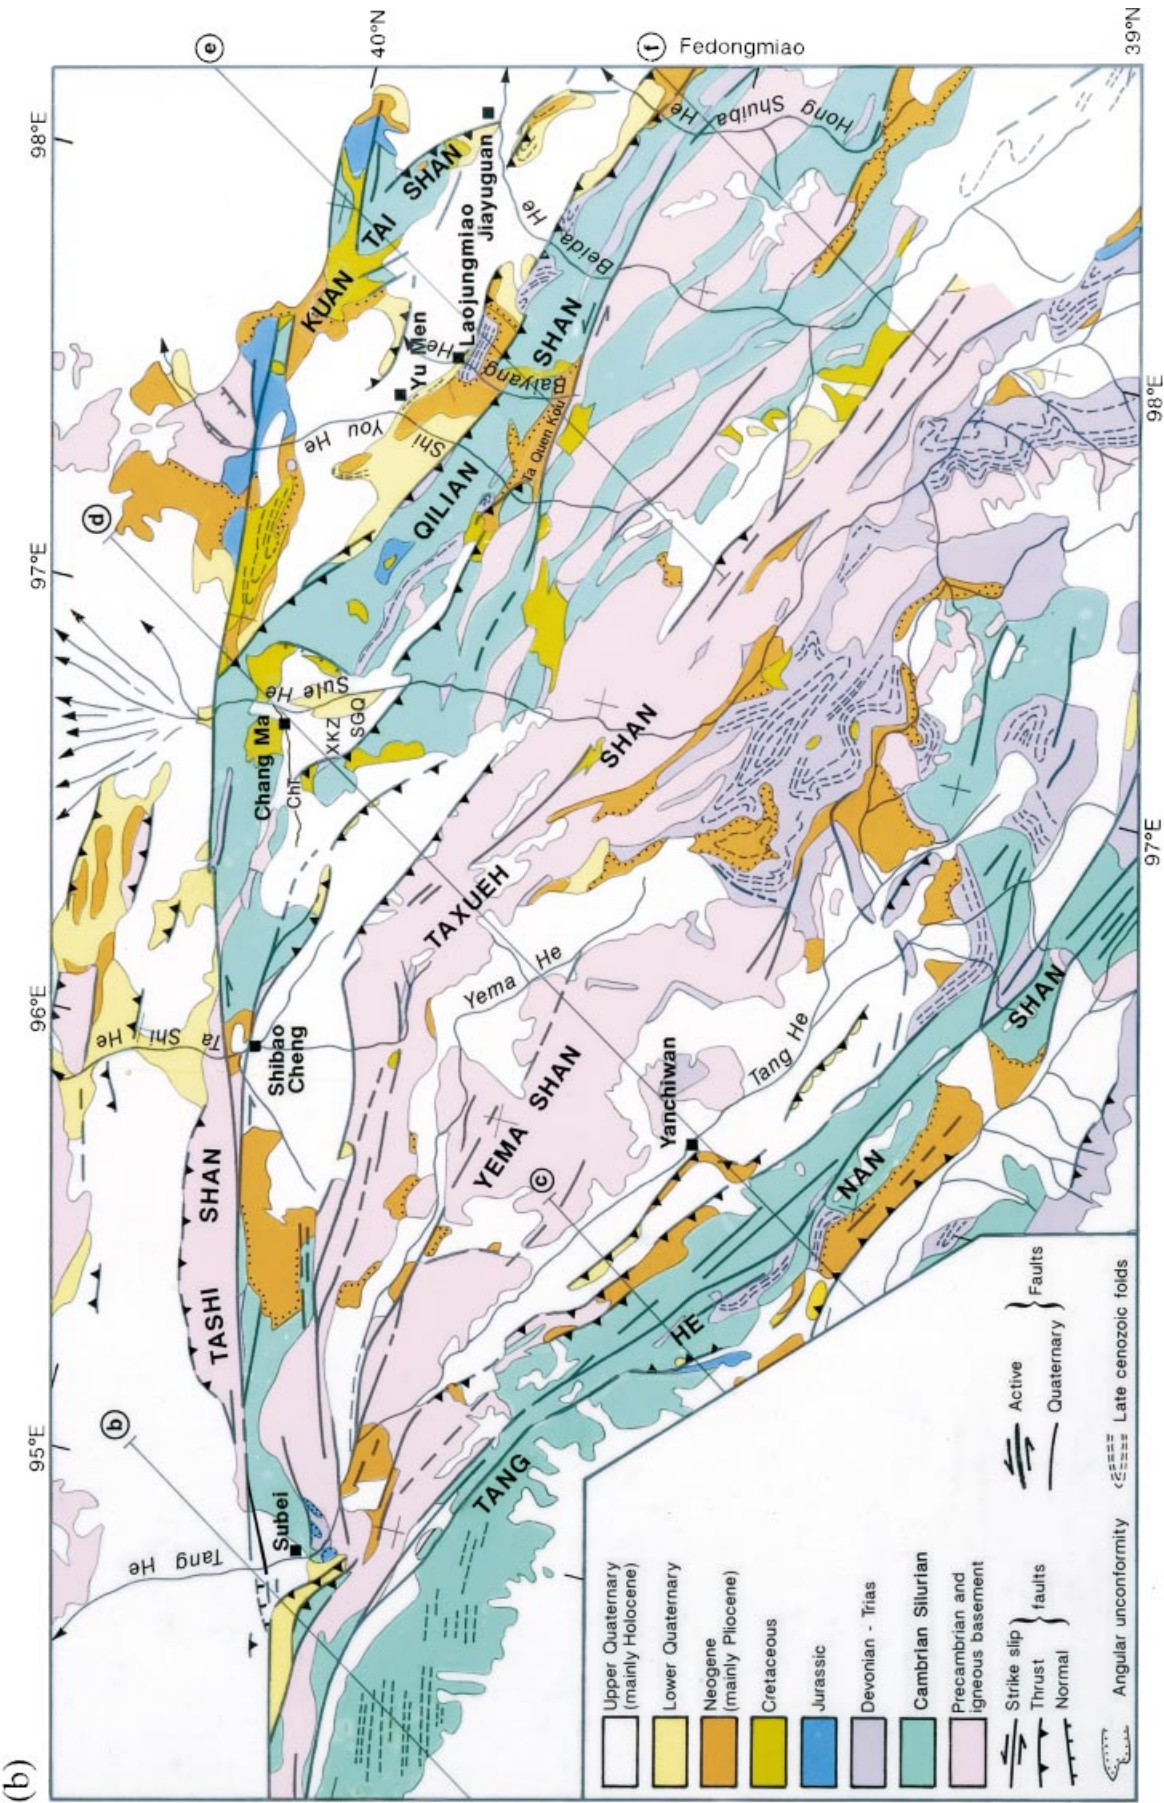 (b)
95°E
96°E
97°E
98°E
b
d
e
40°N
f
Fedongmiao
39°N
98°E
97°E
c
Tang He
Subei
TASHI SHAN
Ta Shi He
Shibao
Cheng
Chang Ma
ChT
XKZ
SGQ
Sule He
You He
Shi
KUAN TAI SHAN
Yu Men
Laojungmiao
Jiayuguan
Baiyang He
Ta Quen Kou
Beida He
Hong Shuiba He
QILIAN SHAN
TAXUEH SHAN
Yema He
YEMA SHAN
Yanchiwan
Tang He
TANG HE NAN SHAN
Upper Quaternary
(mainly Holocene)
Lower Quaternary
Neogene
(mainly Pliocene)
Cretaceous
Jurassic
Devonian - Trias
Cambrian Silurian
Precambrian and
igneous basement
Strike slip
Thrust
Normal
faults
Angular unconformity
Active
Quaternary
Faults
Late cenozoic folds